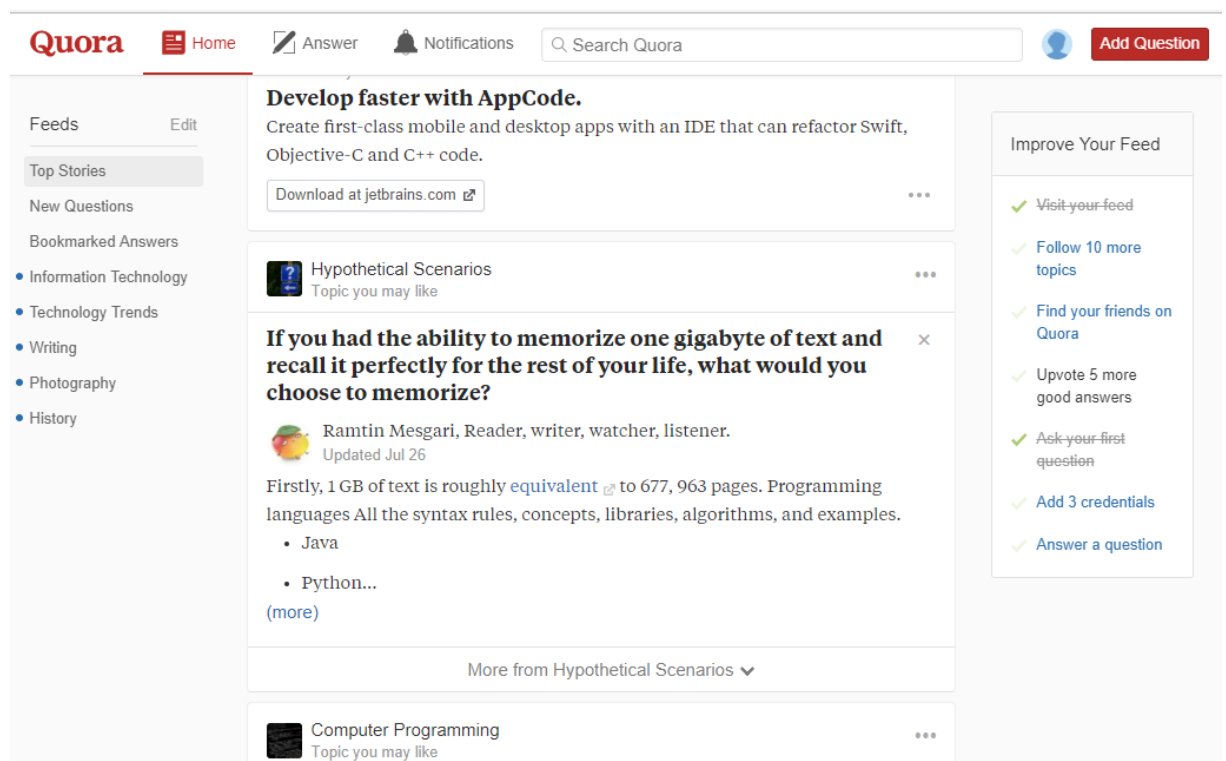 Quora
Home
Answer
Notifications
Search Quora
Add Question
Feeds
Edit
Top Stories
New Questions
Bookmarked Answers
Information Technology
Technology Trends
Writing
Photography
History
Develop faster with AppCode.
Create first-class mobile and desktop apps with an IDE that can refactor Swift,
Objective-C and C++ code.
Download at jetbrains.com
Hypothetical Scenarios
Topic you may like
If you had the ability to memorize one gigabyte of text and
recall it perfectly for the rest of your life, what would you
choose to memorize?
Ramtin Mesgari, Reader, writer, watcher, listener.
Updated Jul 26
Firstly, 1 GB of text is roughly equivalent to 677, 963 pages. Programming
languages All the syntax rules, concepts, libraries, algorithms, and examples.
• Java
• Python...
(more)
More from Hypothetical Scenarios
Computer Programming
Topic you may like
Improve Your Feed
Visit your feed
Follow 10 more
topics
Find your friends on
Quora
Upvote 5 more
good answers
Ask your first
question
Add 3 credentials
Answer a question